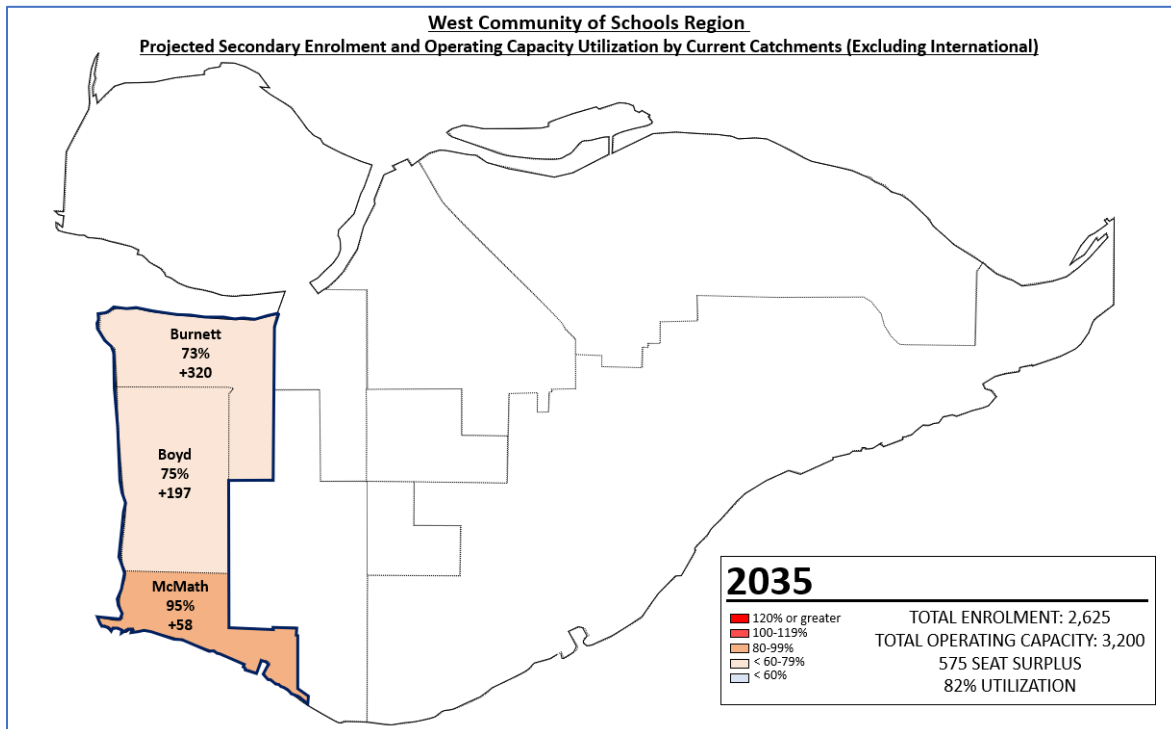 West Community of Schools Region
Projected Secondary Enrolment and Operating Capacity Utilization by Current Catchments (Excluding International)
Burnett
73%
+320
Boyd
75%
+197
McMath
95%
+58
2035
120% or greater
100-119%
80-99%
< 60-79%
< 60%
TOTAL ENROLMENT: 2,625
TOTAL OPERATING CAPACITY: 3,200
575 SEAT SURPLUS
82% UTILIZATION